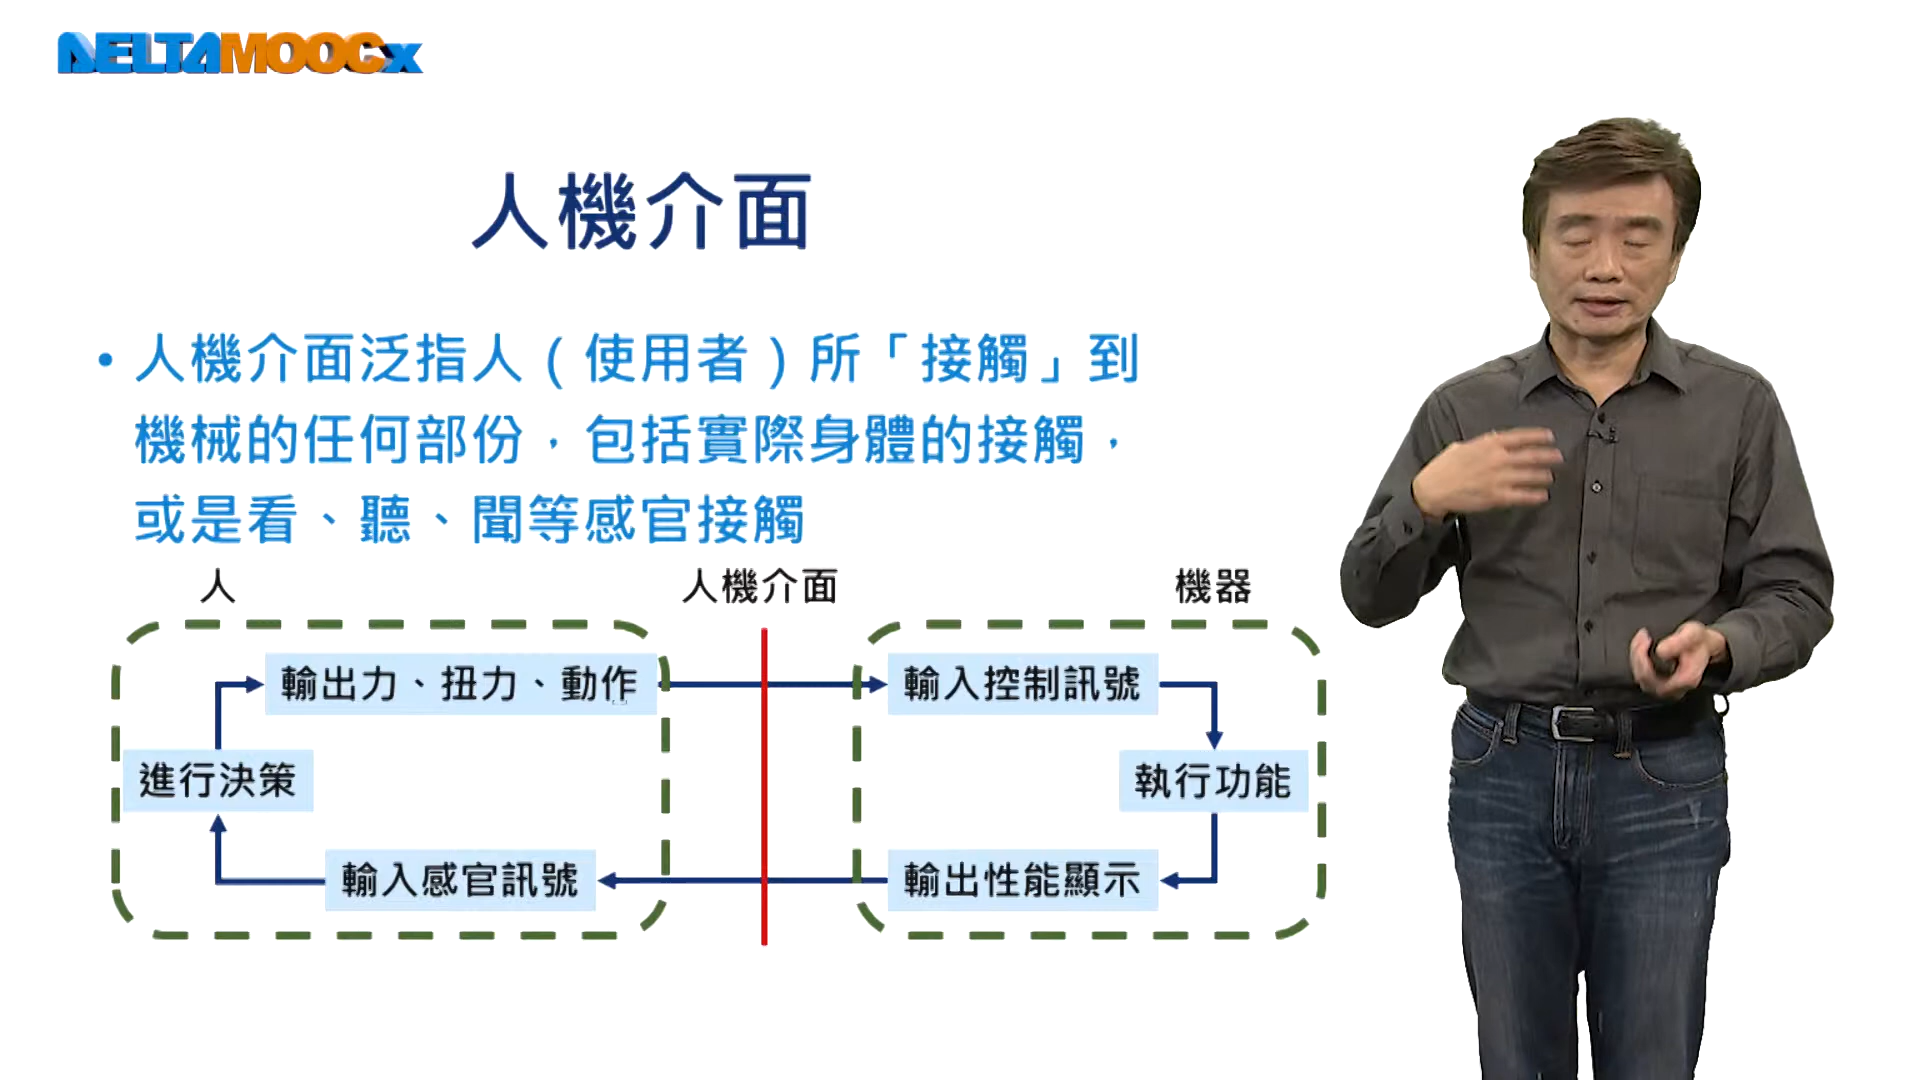 DELTAMOOCx
人機介面
• 人機介面泛指人(使用者)所「接觸」到
機械的任何部份,包括實際身體的接觸,
或是看、聽、聞等感官接觸
人
人機介面
機器
輸出力、扭力、動作
輸入控制訊號
進行決策
執行功能
輸入感官訊號
輸出性能顯示